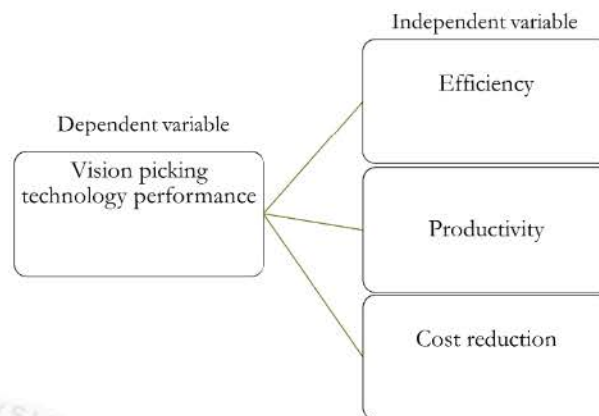 Independent variable
Efficiency
Dependent variable
Vision picking
technology performance
Productivity
Cost reduction